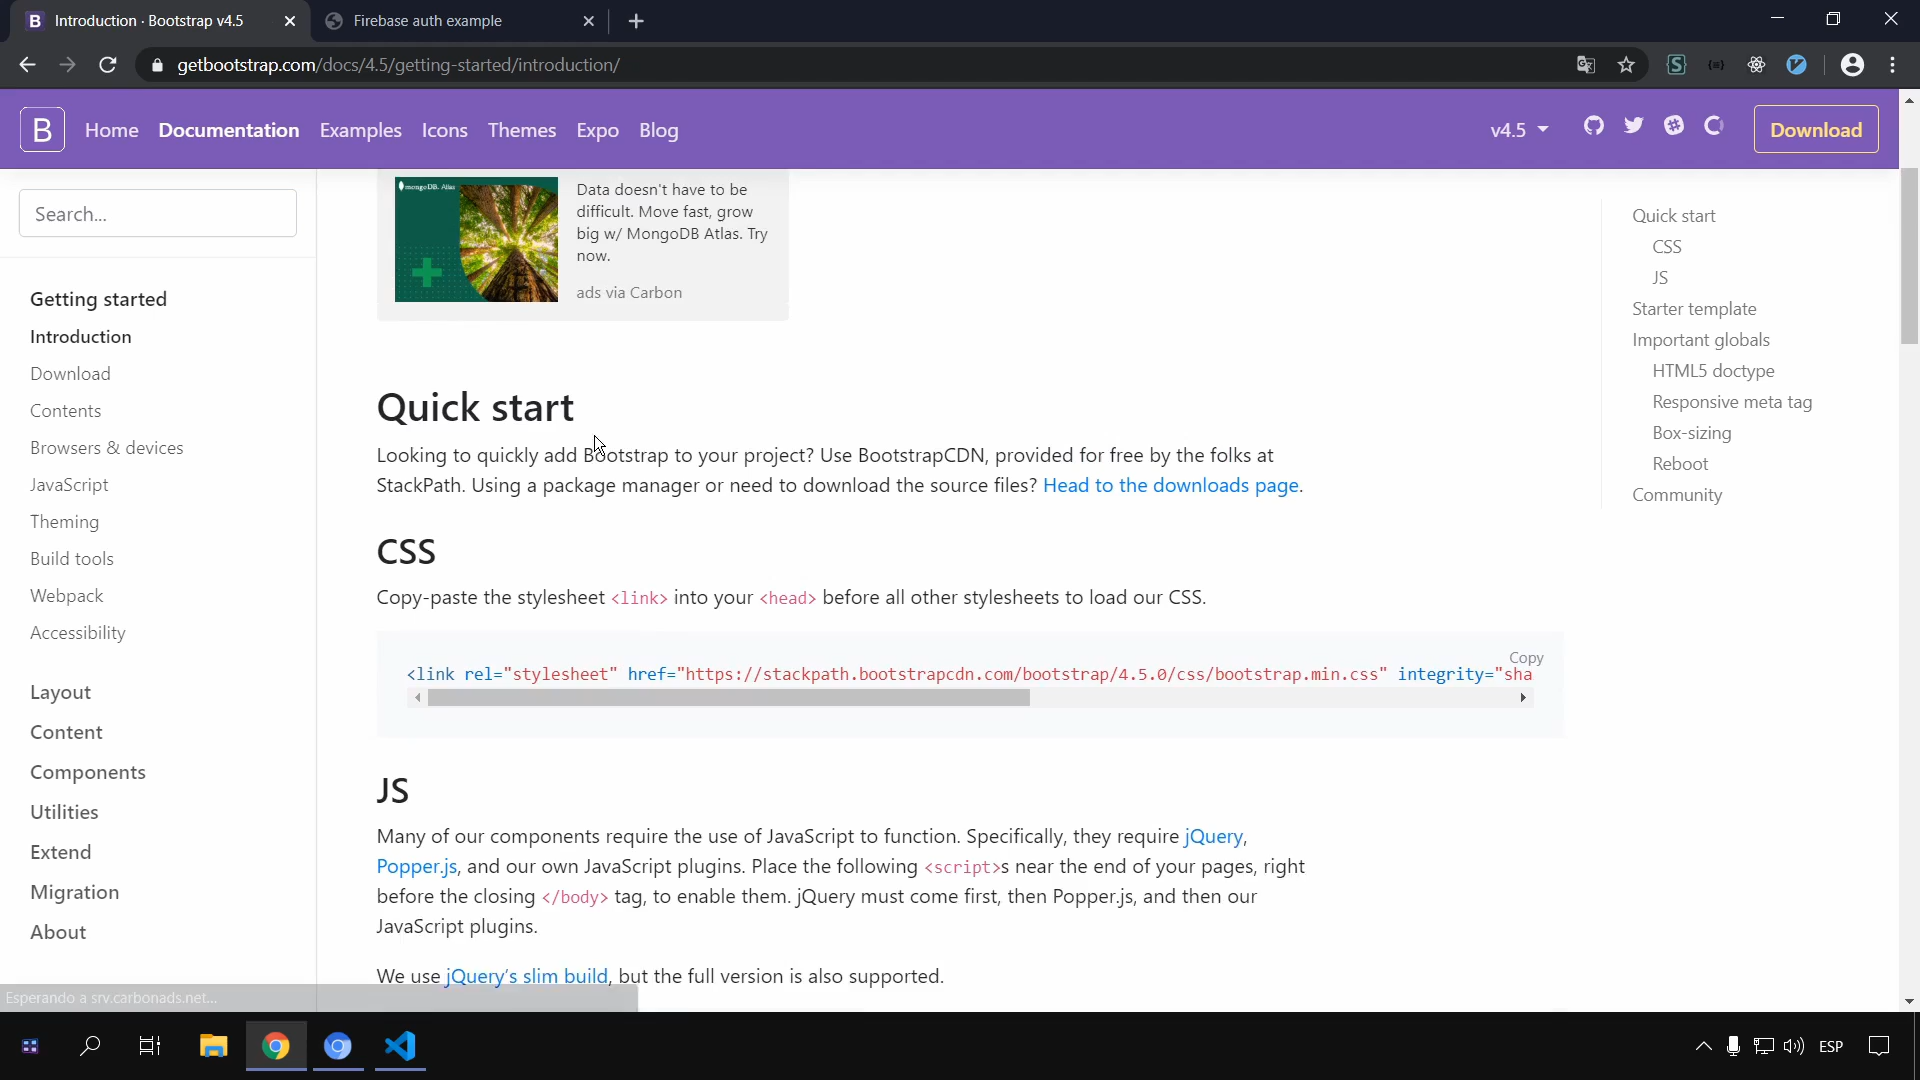 Introduction · Bootstrap v4.5
Firebase auth example
getbootstrap.com/docs/4.5/getting-started/introduction/
B
Home
Documentation
Examples
Icons
Themes
Expo
Blog
v4.5
Download
Search...
Getting started
Introduction
Download
Contents
Browsers & devices
JavaScript
Theming
Build tools
Webpack
Accessibility
Layout
Content
Components
Utilities
Extend
Migration
About
mongoDB. Atlas
Data doesn't have to be
difficult. Move fast, grow
big w/ MongoDB Atlas. Try
now.
ads via Carbon
Quick start
Looking to quickly add Bootstrap to your project? Use BootstrapCDN, provided for free by the folks at
StackPath. Using a package manager or need to download the source files? Head to the downloads page.
CSS
Copy-paste the stylesheet <link> into your <head> before all other stylesheets to load our CSS.
Copy
<link rel="stylesheet" href="https://stackpath.bootstrapcdn.com/bootstrap/4.5.0/css/bootstrap.min.css" integrity="sha
JS
Many of our components require the use of JavaScript to function. Specifically, they require jQuery,
Popper.js, and our own JavaScript plugins. Place the following <script>s near the end of your pages, right
before the closing </body> tag, to enable them. jQuery must come first, then Popper.js, and then our
JavaScript plugins.
We use jQuery's slim build, but the full version is also supported.
Quick start
CSS
JS
Starter template
Important globals
HTML5 doctype
Responsive meta tag
Box-sizing
Reboot
Community
Esperando a srv.carbonads.net...
ESP